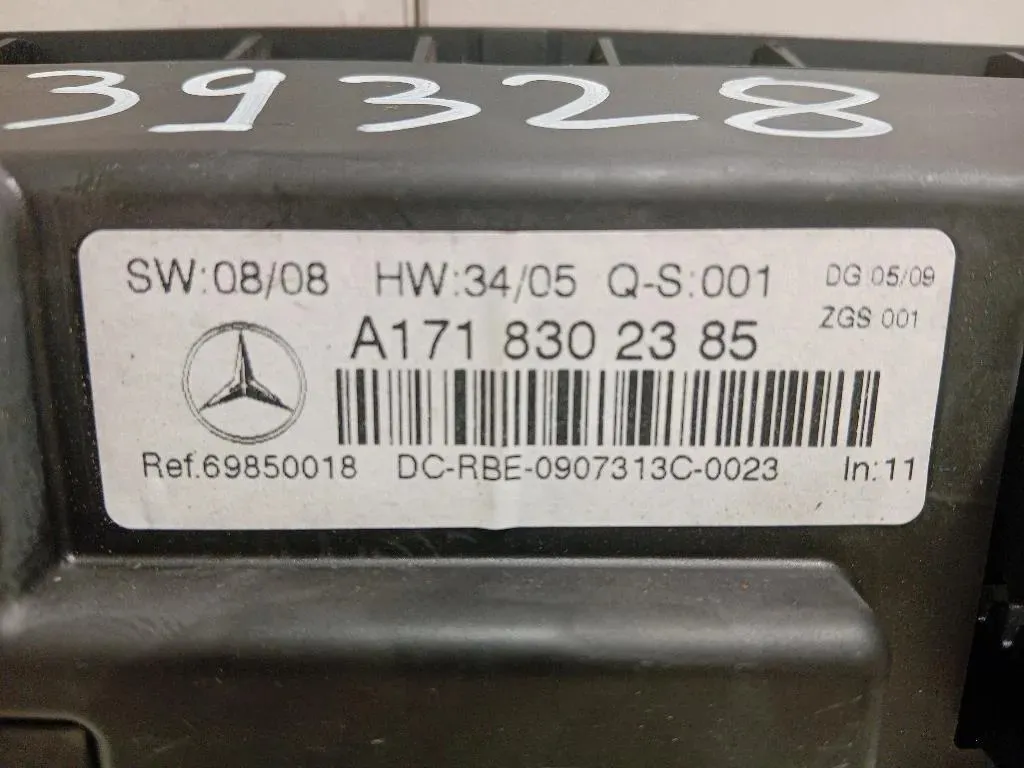 39328
SW:08/08 HW:34/05 Q-S:001 DG:05/09
ZGS 001
A171 830 23 85
Ref.69850018 DC-RBE-0907313C-0023 In:11